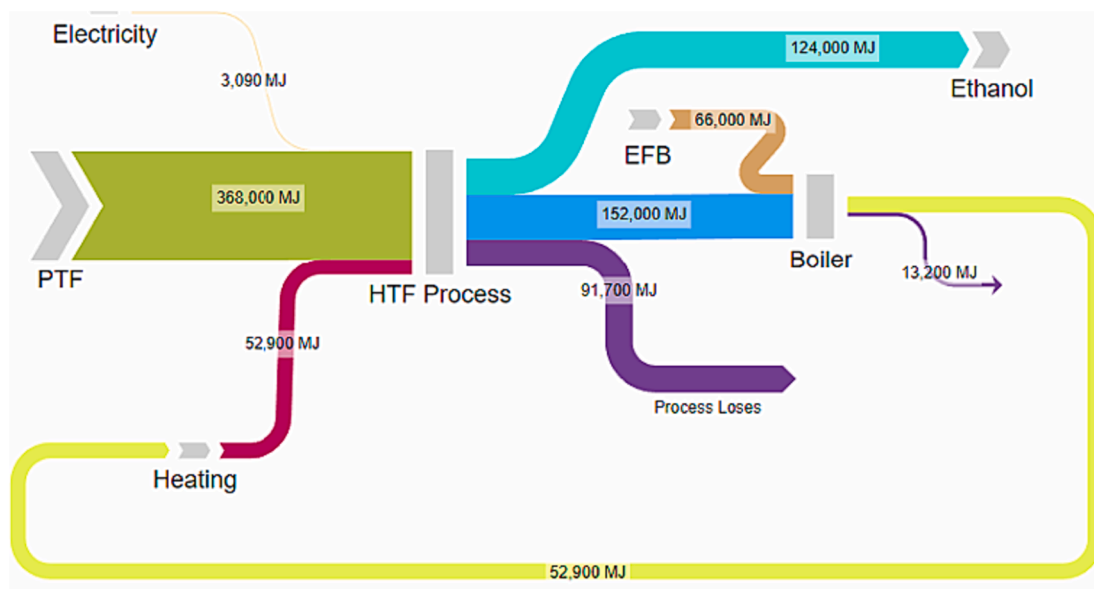 Electricity
3,090 MJ
124,000 MJ
Ethanol
66,000 MJ
EFB
368,000 MJ
152,000 MJ
PTF
HTF Process
Boiler
91,700 MJ
13,200 MJ
52,900 MJ
Process Loses
Heating
52,900 MJ